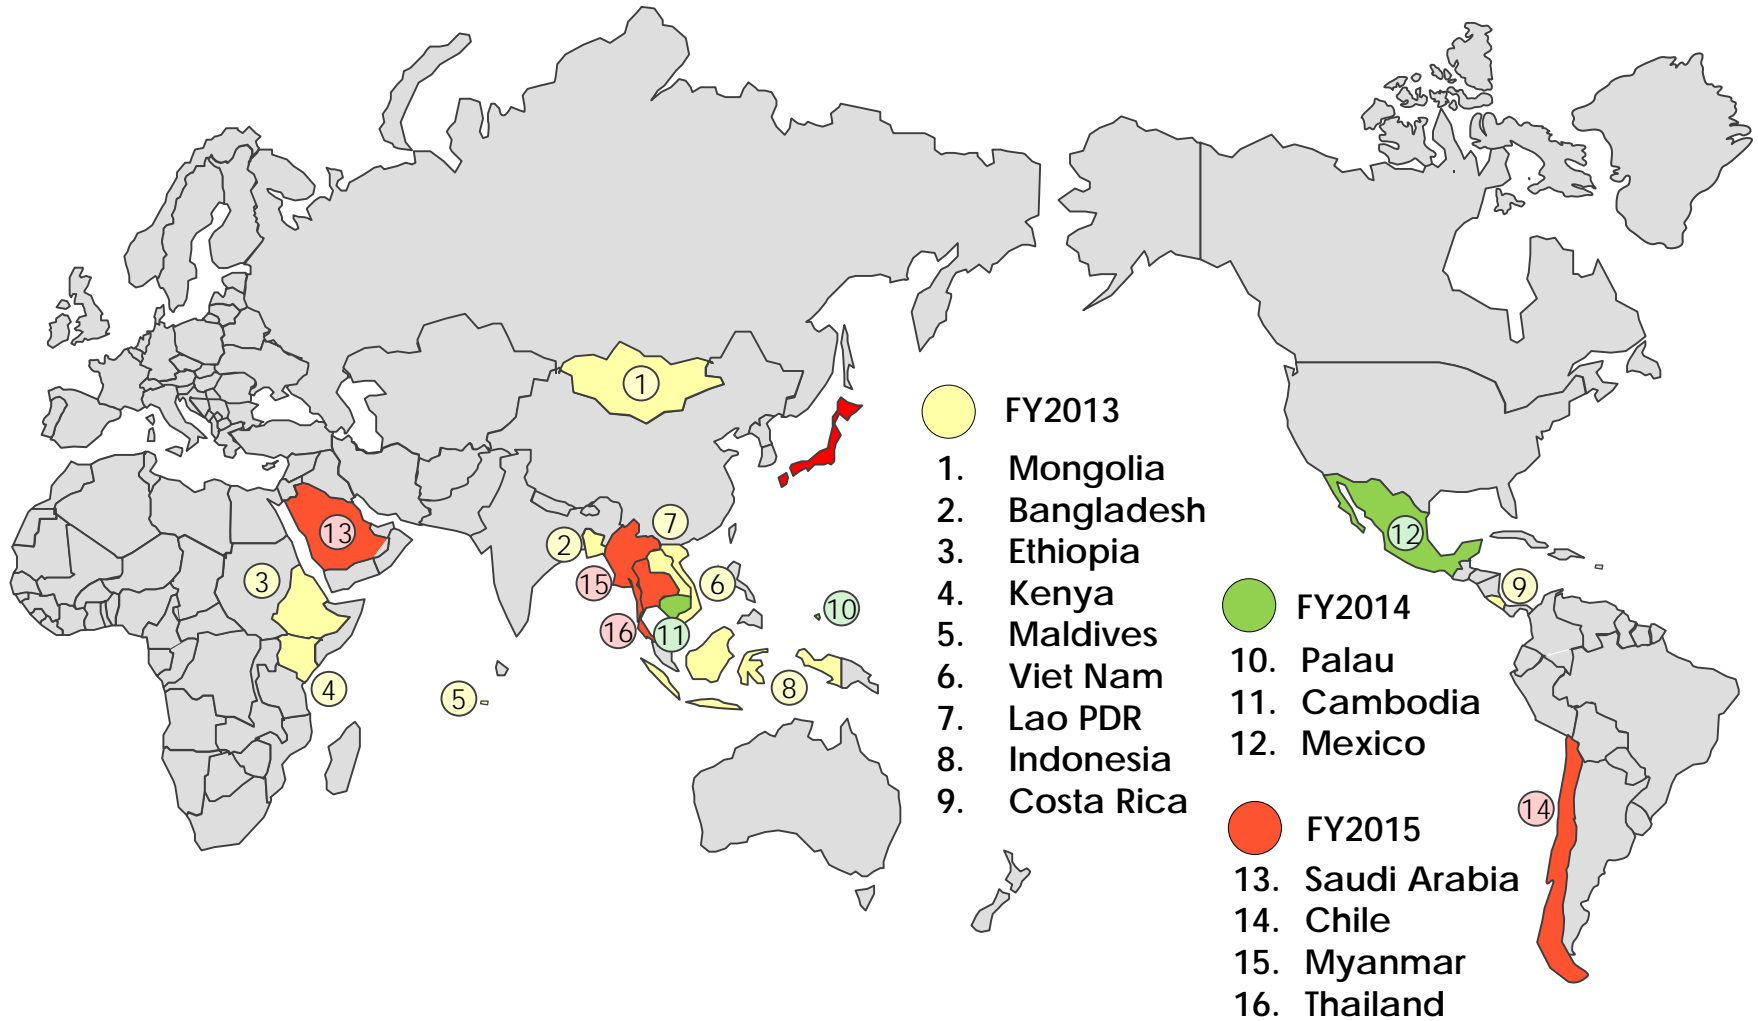 1
13
7
2
12
3
15
6
9
10
16
11
4
5
8
14
FY2013
1. Mongolia
2. Bangladesh
3. Ethiopia
4. Kenya
5. Maldives
6. Viet Nam
7. Lao PDR
8. Indonesia
9. Costa Rica
FY2014
10. Palau
11. Cambodia
12. Mexico
FY2015
13. Saudi Arabia
14. Chile
15. Myanmar
16. Thailand